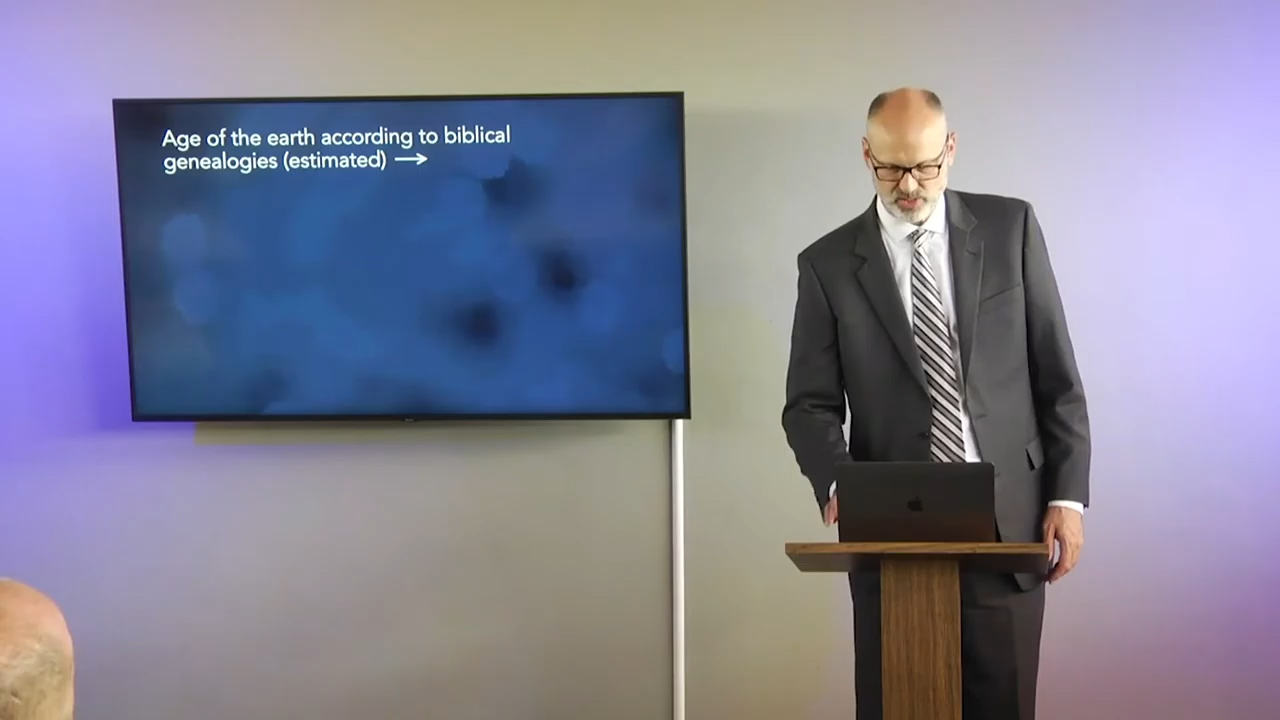 Age of the earth according to biblical
genealogies (estimated) →